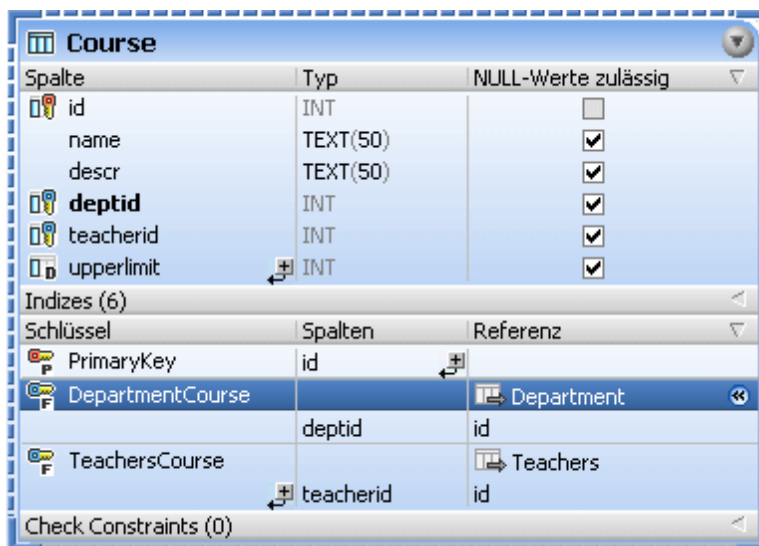 Course
Spalte Typ NULL-Werte zulässig
id INT
name TEXT(50)
descr TEXT(50)
deptid INT
teacherid INT
D upperlimit INT
Indizes (6)
Schlüssel Spalten Referenz
P PrimaryKey id
F DepartmentCourse Department
deptid id
F TeachersCourse Teachers
teacherid id
Check Constraints (0)